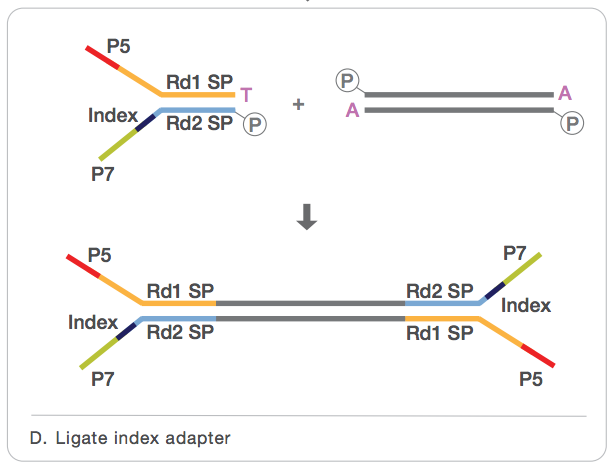 P5
Rd1 SP T
Index
Rd2 SP P
P7
+
P A
A P
P5
Rd1 SP
Index
Rd2 SP
P7
P7
Rd2 SP
Index
Rd1 SP
P5
D. Ligate index adapter